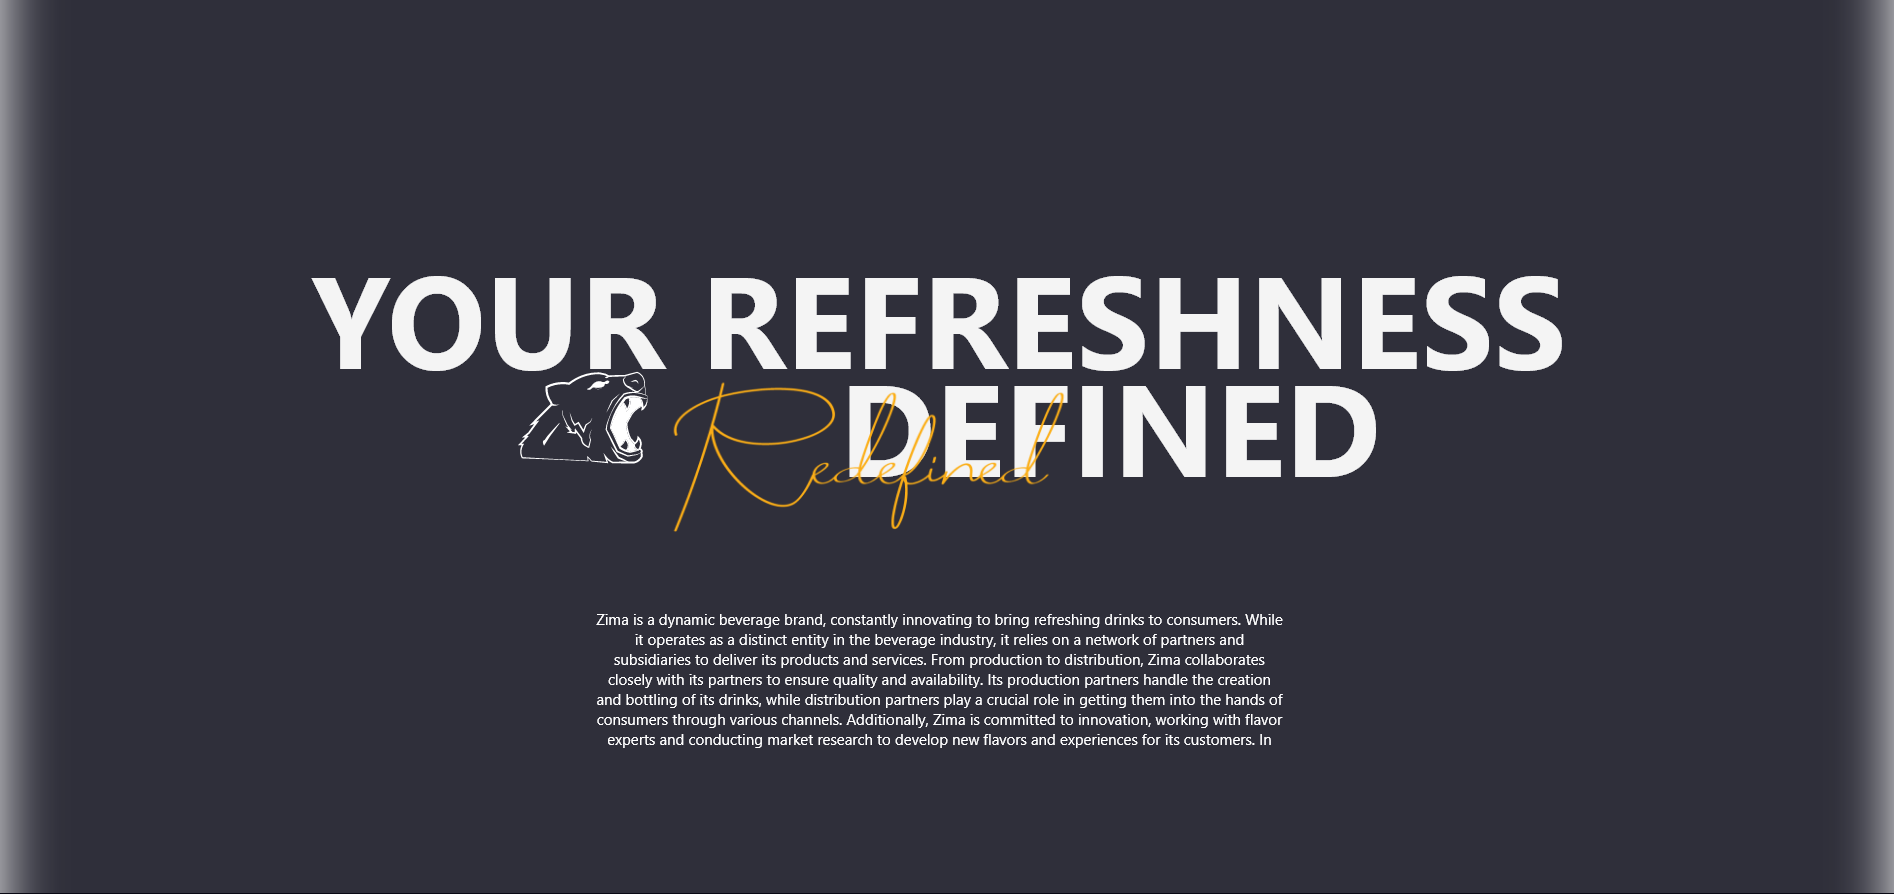 YOUR REFRESHNESS
Redefined DEFINED
Zima is a dynamic beverage brand, constantly innovating to bring refreshing drinks to consumers. While
it operates as a distinct entity in the beverage industry, it relies on a network of partners and
subsidiaries to deliver its products and services. From production to distribution, Zima collaborates
closely with its partners to ensure quality and availability. Its production partners handle the creation
and bottling of its drinks, while distribution partners play a crucial role in getting them into the hands of
consumers through various channels. Additionally, Zima is committed to innovation, working with flavor
experts and conducting market research to develop new flavors and experiences for its customers. In